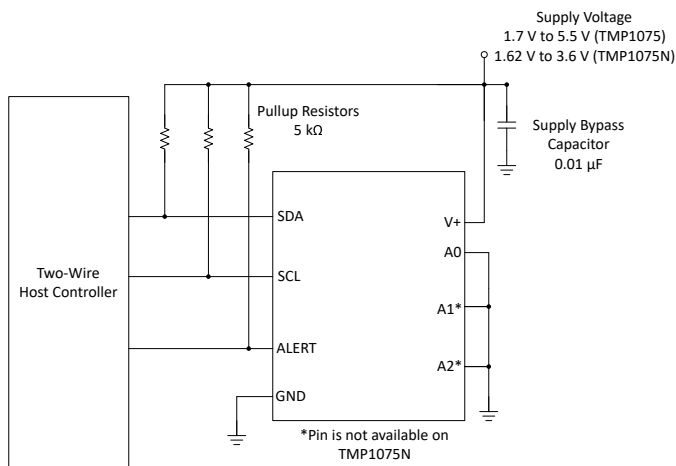 Supply Voltage
1.7 V to 5.5 V (TMP1075)
1.62 V to 3.6 V (TMP1075N)
Pullup Resistors
5 kΩ
Supply Bypass
Capacitor
0.01 µF
Two-Wire
Host Controller
SDA
SCL
ALERT
GND
V+
A0
A1*
A2*
*Pin is not available on
TMP1075N